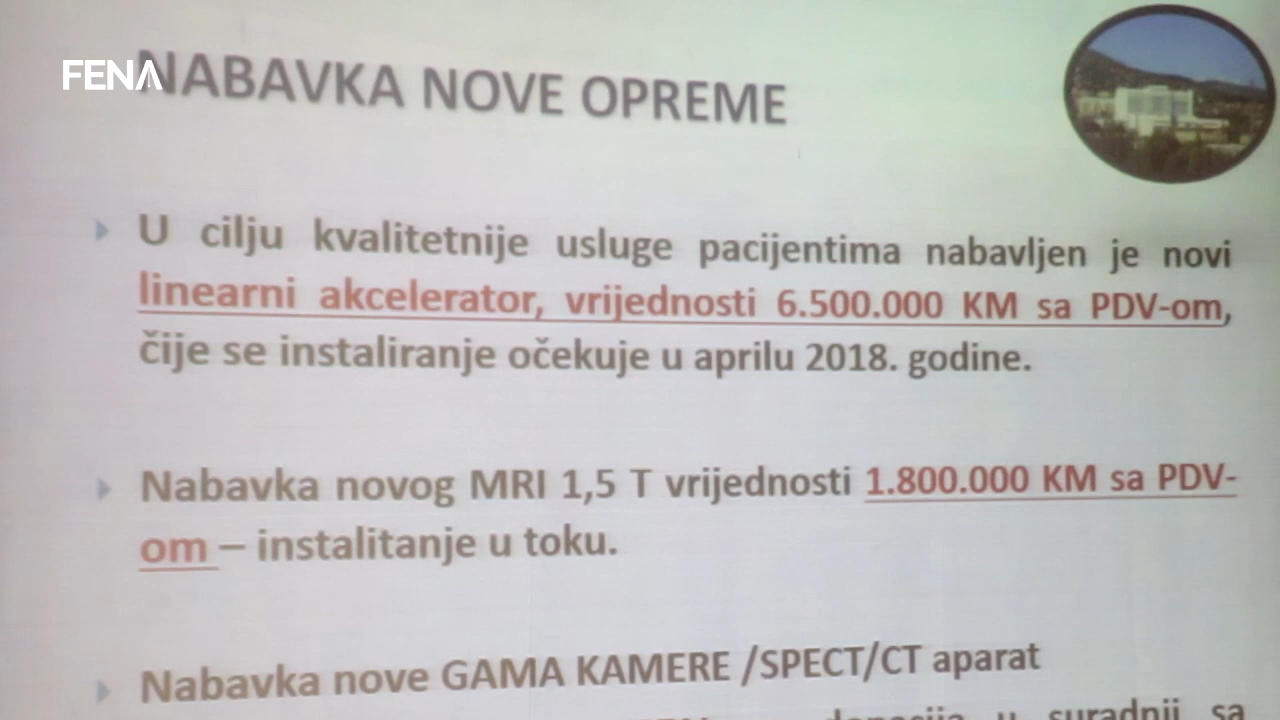 FENA
NABAVKA NOVE OPREME
U cilju kvalitetnije usluge pacijentima nabavljen je novi
linearni akcelerator, vrijednosti 6.500.000 KM sa PDV-om,
čije se instaliranje očekuje u aprilu 2018. godine.
Nabavka novog MRI 1,5 T vrijednosti 1.800.000 KM sa PDV-
om – instalitanje u toku.
Nabavka nove GAMA KAMERE /SPECT/CT aparat
u suradnji sa